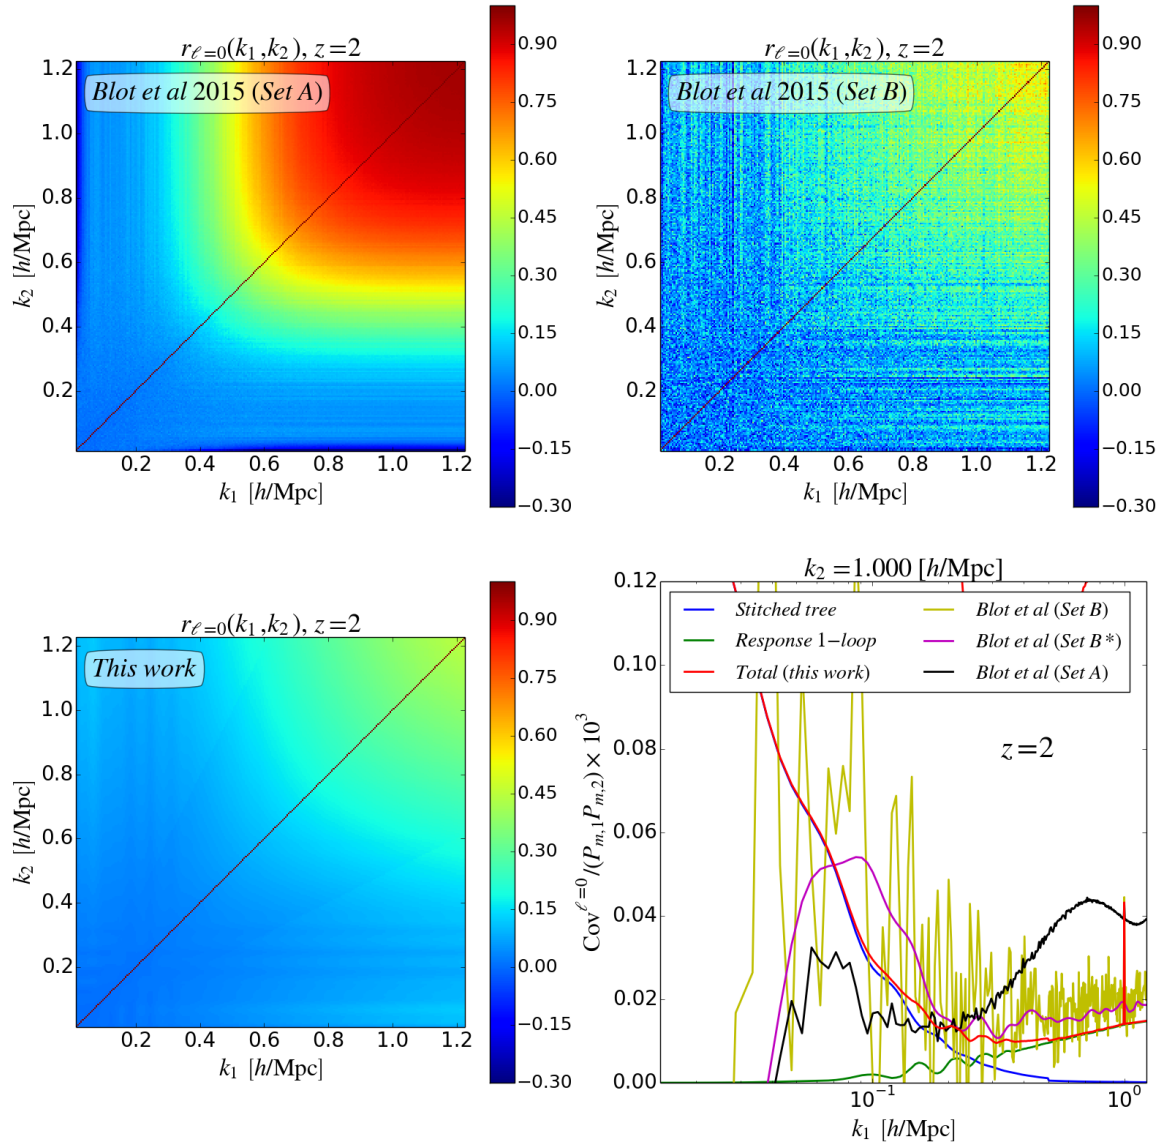 r_{ℓ=0}(k_1,k_2), z=2
Blot et al 2015 (Set A)
1.2
1.0
0.8
0.6
0.4
0.2
k_2 [h/Mpc]
0.2 0.4 0.6 0.8 1.0 1.2
k_1 [h/Mpc]
0.90
0.75
0.60
0.45
0.30
0.15
0.00
−0.15
−0.30
r_{ℓ=0}(k_1,k_2), z=2
Blot et al 2015 (Set B)
1.2
1.0
0.8
0.6
0.4
0.2
k_2 [h/Mpc]
0.2 0.4 0.6 0.8 1.0 1.2
k_1 [h/Mpc]
0.90
0.75
0.60
0.45
0.30
0.15
0.00
−0.15
−0.30
r_{ℓ=0}(k_1,k_2), z=2
This work
1.2
1.0
0.8
0.6
0.4
0.2
k_2 [h/Mpc]
0.2 0.4 0.6 0.8 1.0 1.2
k_1 [h/Mpc]
0.90
0.75
0.60
0.45
0.30
0.15
0.00
−0.15
−0.30
k_2 =1.000 [h/Mpc]
Stitched tree
Response 1−loop
Total (this work)
Blot et al (Set B)
Blot et al (Set B*)
Blot et al (Set A)
z=2
0.12
0.10
0.08
0.06
0.04
0.02
0.00
Cov^{ℓ=0}/(P_{m,1}P_{m,2})×10^3
10^{-1} 10^0
k_1 [h/Mpc]